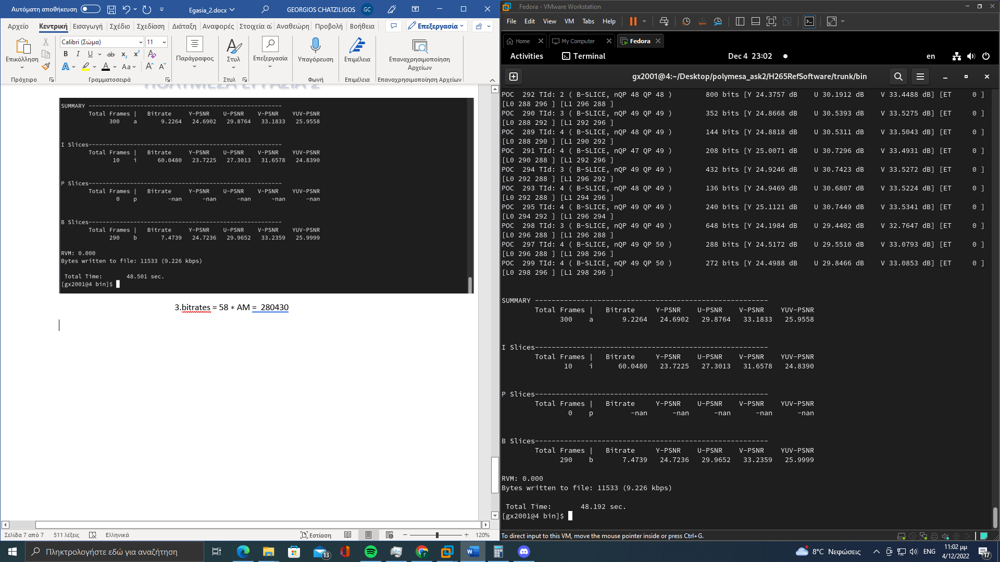 Αυτόματη αποθήκευση
Egasia_2.docx
GEORGIOS CHATZILIGOS GC
Αρχείο Κεντρική Εισαγωγή Σχέδιο Σχεδίαση Διάταξη Αναφορές Στοιχεία αλ Αναθεώρη Προβολή Βοήθεια Επεξεργασία
Calibri (Σώμα) 11
Επικόλληση
B I U ab x₂ x²
Aa
Παράγραφος Στυλ Επεξεργασία Υπαγόρευση Επιμέλεια Επαναχρησιμοποίηση
Αρχείων
Πρόχειρο Γραμματοσειρά Στυλ Φωνή Επιμέλεια Επαναχρησιμοποίηση Αρχείων
ΠΟΛΥΜΕΣΑ ΕΡΓΑΣΙΑ 2
SUMMARY --------------------------------------------------------
Total Frames | Bitrate Y-PSNR U-PSNR V-PSNR YUV-PSNR
300 a 9.2264 24.6902 29.8764 33.1833 25.9558
I Slices--------------------------------------------------------
Total Frames | Bitrate Y-PSNR U-PSNR V-PSNR YUV-PSNR
10 i 60.0480 23.7225 27.3013 31.6578 24.8390
P Slices--------------------------------------------------------
Total Frames | Bitrate Y-PSNR U-PSNR V-PSNR YUV-PSNR
0 p -nan -nan -nan -nan -nan
B Slices--------------------------------------------------------
Total Frames | Bitrate Y-PSNR U-PSNR V-PSNR YUV-PSNR
290 b 7.4739 24.7236 29.9652 33.2359 25.9999
RVM: 0.000
Bytes written to file: 11533 (9.226 kbps)
Total Time: 48.501 sec.
[gx2001@4 bin]$
3.bitrates = 58 * AM = 280430
Σελίδα 7 από 7 511 λέξεις Ελληνικά Εστίαση 120%
Fedora - VMware Workstation
File Edit View VM Tabs Help
Home My Computer Fedora
Activities Terminal Dec 4 23:02 en
gx2001@4:~/Desktop/polymesa_ask2/H265RefSoftware/trunk/bin
POC 292 TId: 2 ( B-SLICE, nQP 48 QP 48 ) 800 bits [Y 24.3757 dB U 30.1912 dB V 33.4488 dB] [ET 0 ]
[L0 288 296 ] [L1 296 288 ]
POC 290 TId: 3 ( B-SLICE, nQP 49 QP 49 ) 352 bits [Y 24.8668 dB U 30.5393 dB V 33.5275 dB] [ET 0 ]
[L0 288 292 ] [L1 292 296 ]
POC 289 TId: 4 ( B-SLICE, nQP 48 QP 49 ) 144 bits [Y 24.8818 dB U 30.5311 dB V 33.5043 dB] [ET 0 ]
[L0 288 290 ] [L1 290 292 ]
POC 291 TId: 4 ( B-SLICE, nQP 47 QP 49 ) 208 bits [Y 25.0071 dB U 30.7296 dB V 33.4931 dB] [ET 0 ]
[L0 290 288 ] [L1 292 296 ]
POC 294 TId: 3 ( B-SLICE, nQP 49 QP 49 ) 432 bits [Y 24.9246 dB U 30.7423 dB V 33.5272 dB] [ET 0 ]
[L0 292 288 ] [L1 296 292 ]
POC 293 TId: 4 ( B-SLICE, nQP 48 QP 49 ) 136 bits [Y 24.9469 dB U 30.6807 dB V 33.5224 dB] [ET 0 ]
[L0 292 288 ] [L1 294 296 ]
POC 295 TId: 4 ( B-SLICE, nQP 49 QP 49 ) 240 bits [Y 25.1121 dB U 30.7449 dB V 33.5341 dB] [ET 0 ]
[L0 294 292 ] [L1 296 294 ]
POC 298 TId: 3 ( B-SLICE, nQP 49 QP 49 ) 648 bits [Y 24.1984 dB U 29.4402 dB V 32.7647 dB] [ET 0 ]
[L0 296 288 ] [L1 296 288 ]
POC 297 TId: 4 ( B-SLICE, nQP 49 QP 50 ) 288 bits [Y 24.5172 dB U 29.5510 dB V 33.0793 dB] [ET 0 ]
[L0 296 288 ] [L1 298 296 ]
POC 299 TId: 4 ( B-SLICE, nQP 49 QP 50 ) 272 bits [Y 24.4988 dB U 29.8466 dB V 33.0853 dB] [ET 0 ]
[L0 298 296 ] [L1 298 296 ]
SUMMARY --------------------------------------------------------
Total Frames | Bitrate Y-PSNR U-PSNR V-PSNR YUV-PSNR
300 a 9.2264 24.6902 29.8764 33.1833 25.9558
I Slices--------------------------------------------------------
Total Frames | Bitrate Y-PSNR U-PSNR V-PSNR YUV-PSNR
10 i 60.0480 23.7225 27.3013 31.6578 24.8390
P Slices--------------------------------------------------------
Total Frames | Bitrate Y-PSNR U-PSNR V-PSNR YUV-PSNR
0 p -nan -nan -nan -nan -nan
B Slices--------------------------------------------------------
Total Frames | Bitrate Y-PSNR U-PSNR V-PSNR YUV-PSNR
290 b 7.4739 24.7236 29.9652 33.2359 25.9999
RVM: 0.000
Bytes written to file: 11533 (9.226 kbps)
Total Time: 48.192 sec.
[gx2001@4 bin]$
To direct input to this VM, move the mouse pointer inside or press Ctrl+G.
Πληκτρολογήστε εδώ για αναζήτηση
13
8°C Νεφώσεις ENG 11:02 μμ
4/12/2022
17